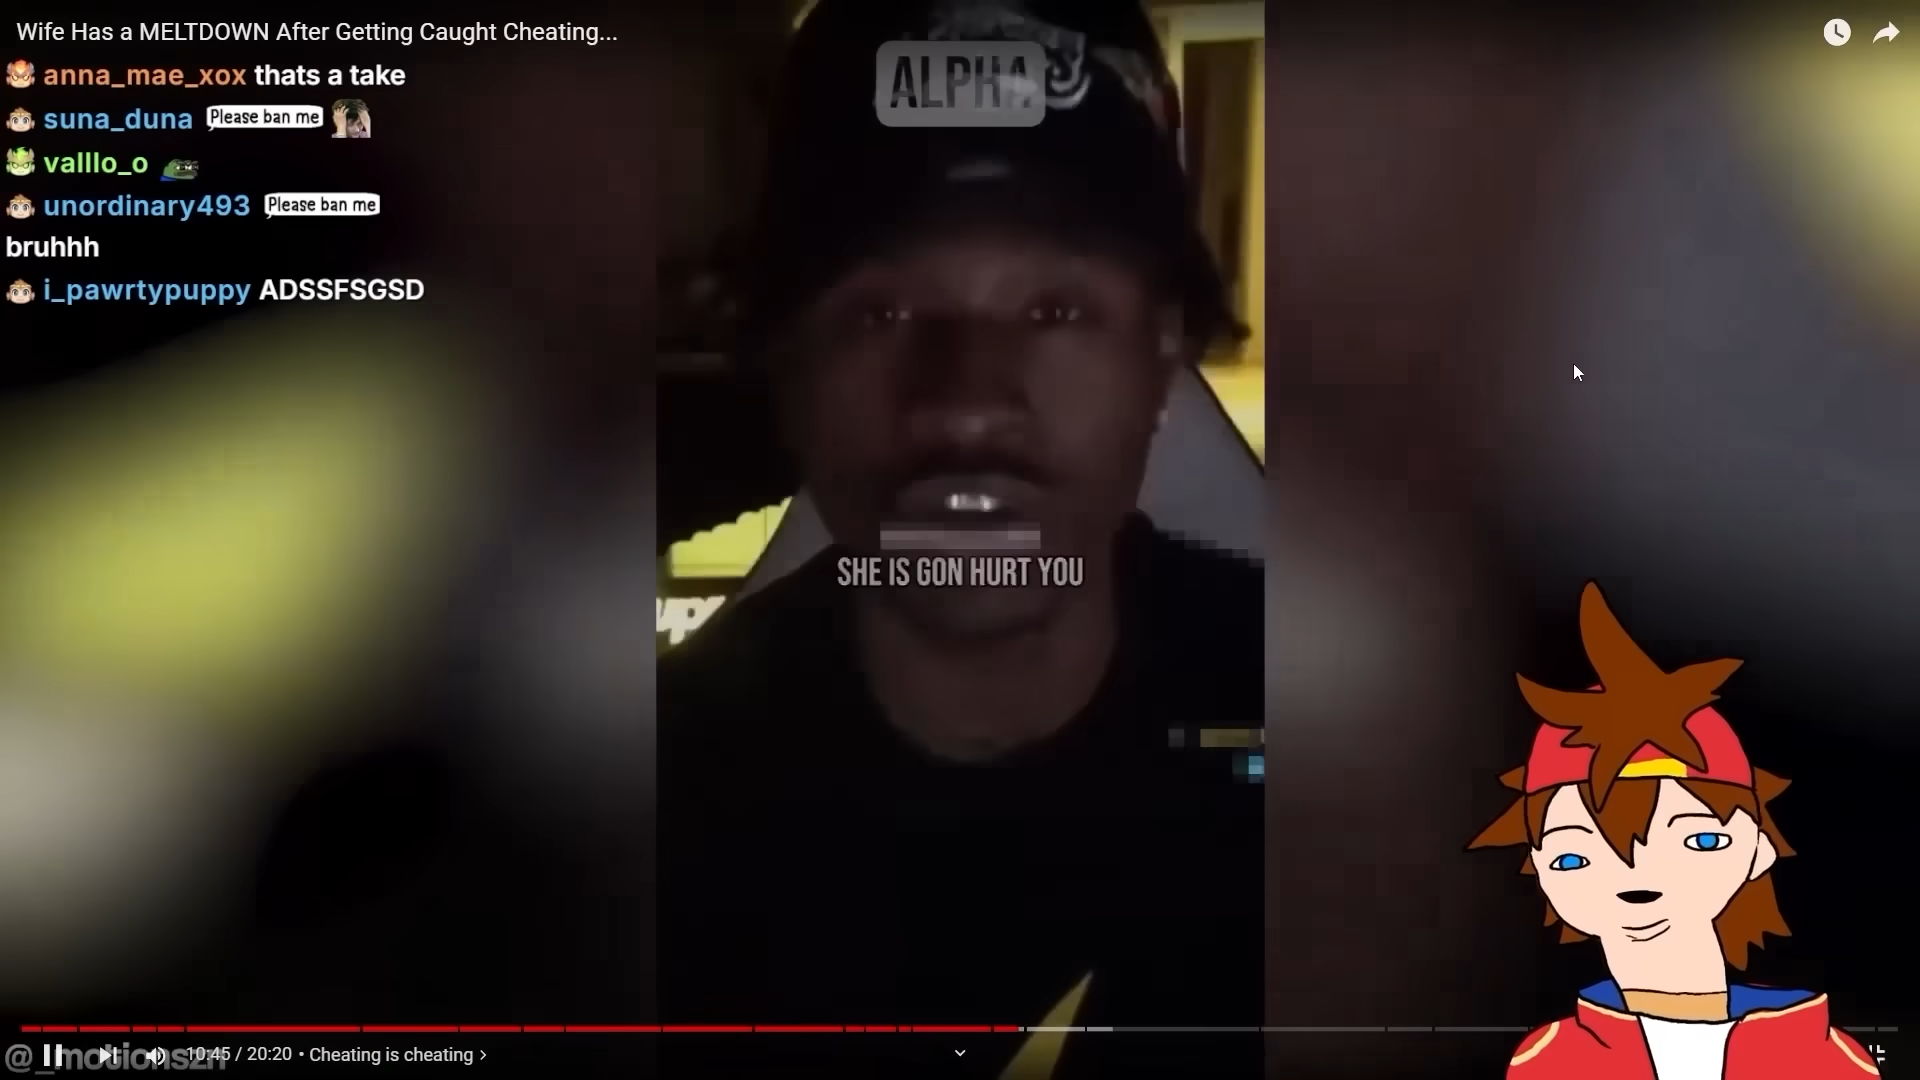 Wife Has a MELTDOWN After Getting Caught Cheating...
anna_mae_xox thats a take
suna_duna Please ban me
valllo_o
unordinary493 Please ban me
bruhhh
i_pawrtypuppy ADSSFSGSD
ALPHA
SHE IS GON HURT YOU
10:45 / 20:20 • Cheating is cheating ›